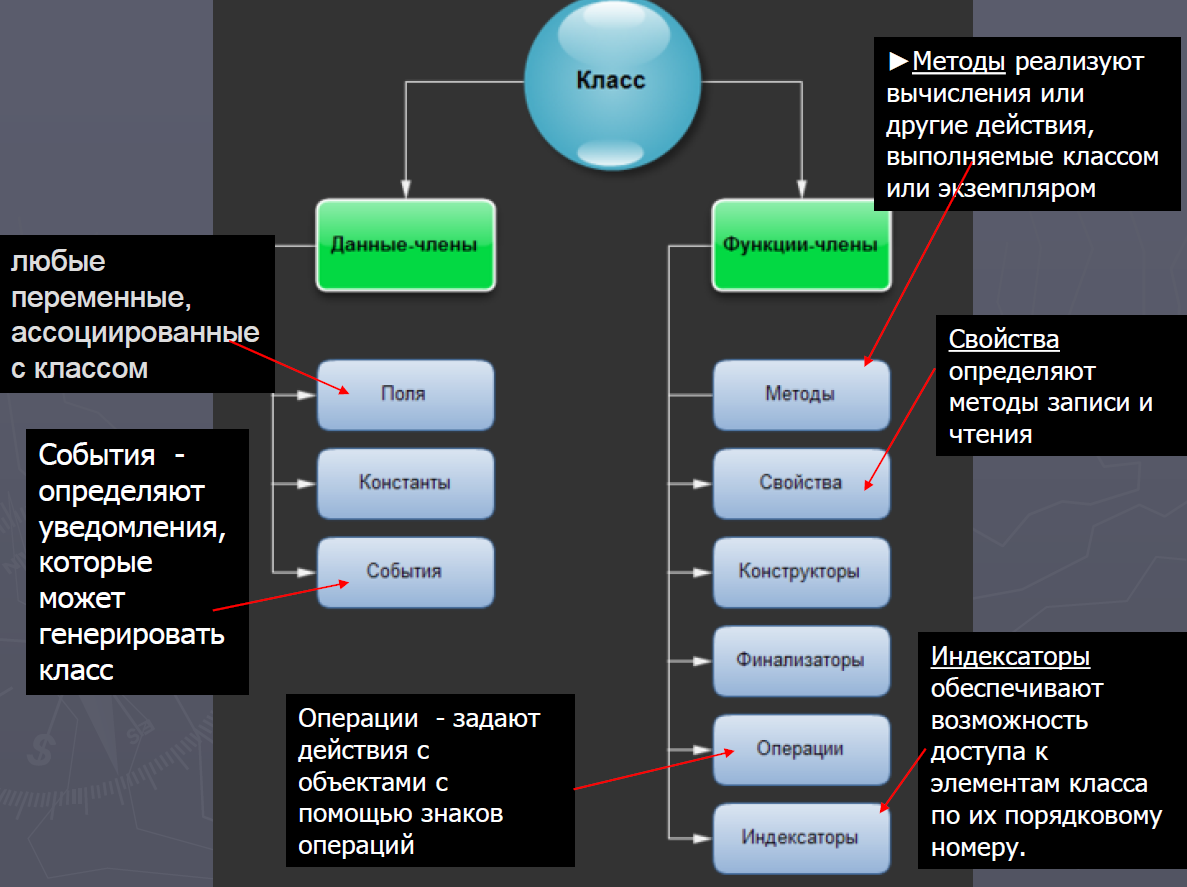 Класс
►Методы реализуют
вычисления или
другие действия,
выполняемые классом
или экземпляром
Данные-члены
Функции-члены
любые
переменные,
ассоциированные
с классом
Свойства
определяют
методы записи и
чтения
Поля
Методы
События -
определяют
уведомления,
которые
может
генерировать
класс
Константы
Свойства
События
Конструкторы
Финализаторы
Индексаторы
обеспечивают
возможность
доступа к
элементам класса
по их порядковому
номеру.
Операции - задают
действия с
объектами с
помощью знаков
операций
Операции
Индексаторы